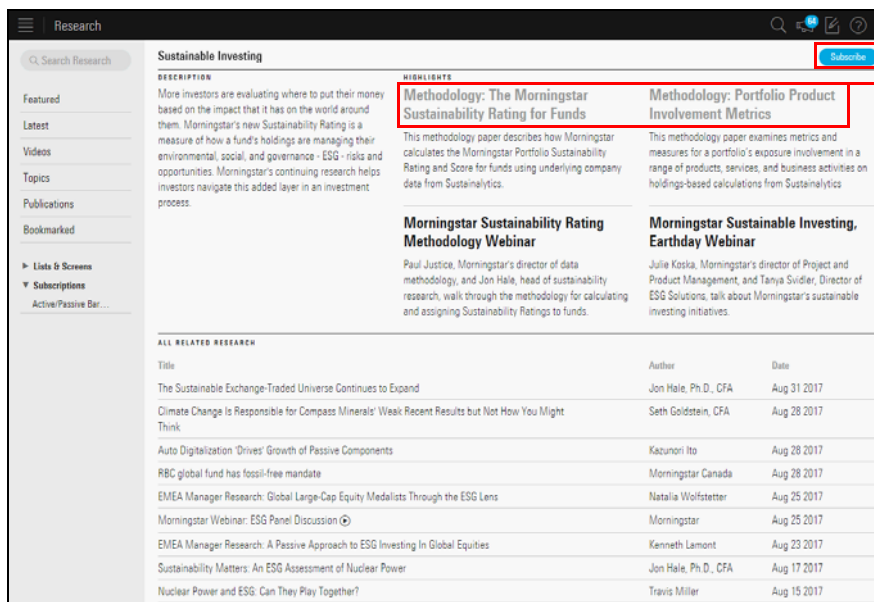 Research
64
Search Research
Featured
Latest
Videos
Topics
Publications
Bookmarked
Lists & Screens
Subscriptions
Active/Passive Bar...
Sustainable Investing
Subscribe
DESCRIPTION
More investors are evaluating where to put their money
based on the impact that it has on the world around
them. Morningstar's new Sustainability Rating is a
measure of how a fund's holdings are managing their
environmental, social, and governance - ESG - risks and
opportunities. Morningstar's continuing research helps
investors navigate this added layer in an investment
process.
HIGHLIGHTS
Methodology: The Morningstar
Sustainability Rating for Funds
This methodology paper describes how Morningstar
calculates the Morningstar Portfolio Sustainability
Rating and Score for funds using underlying company
data from Sustainalytics.
Methodology: Portfolio Product
Involvement Metrics
This methodology paper examines metrics and
measures for a portfolio's exposure involvement in a
range of products, services, and business activities on
holdings-based calculations from Sustainalytics
Morningstar Sustainability Rating
Methodology Webinar
Paul Justice, Morningstar's director of data
methodology, and Jon Hale, head of sustainability
research, walk through the methodology for calculating
and assigning Sustainability Ratings to funds.
Morningstar Sustainable Investing,
Earthday Webinar
Julie Koska, Morningstar's director of Project and
Product Management, and Tanya Svidler, Director of
ESG Solutions, talk about Morningstar's sustainable
investing initiatives.
ALL RELATED RESEARCH
Title Author Date
The Sustainable Exchange-Traded Universe Continues to Expand Jon Hale, Ph.D., CFA Aug 31 2017
Climate Change Is Responsible for Compass Minerals' Weak Recent Results but Not How You Might Seth Goldstein, CFA Aug 28 2017
Think
Auto Digitalization 'Drives' Growth of Passive Components Kazunori Ito Aug 28 2017
RBC global fund has fossil-free mandate Morningstar Canada Aug 28 2017
EMEA Manager Research: Global Large-Cap Equity Medalists Through the ESG Lens Natalia Wolfstetter Aug 25 2017
Morningstar Webinar: ESG Panel Discussion Morningstar Aug 25 2017
EMEA Manager Research: A Passive Approach to ESG Investing In Global Equities Kenneth Lamont Aug 23 2017
Sustainability Matters: An ESG Assessment of Nuclear Power Jon Hale, Ph.D., CFA Aug 17 2017
Nuclear Power and ESG: Can They Play Together? Travis Miller Aug 15 2017